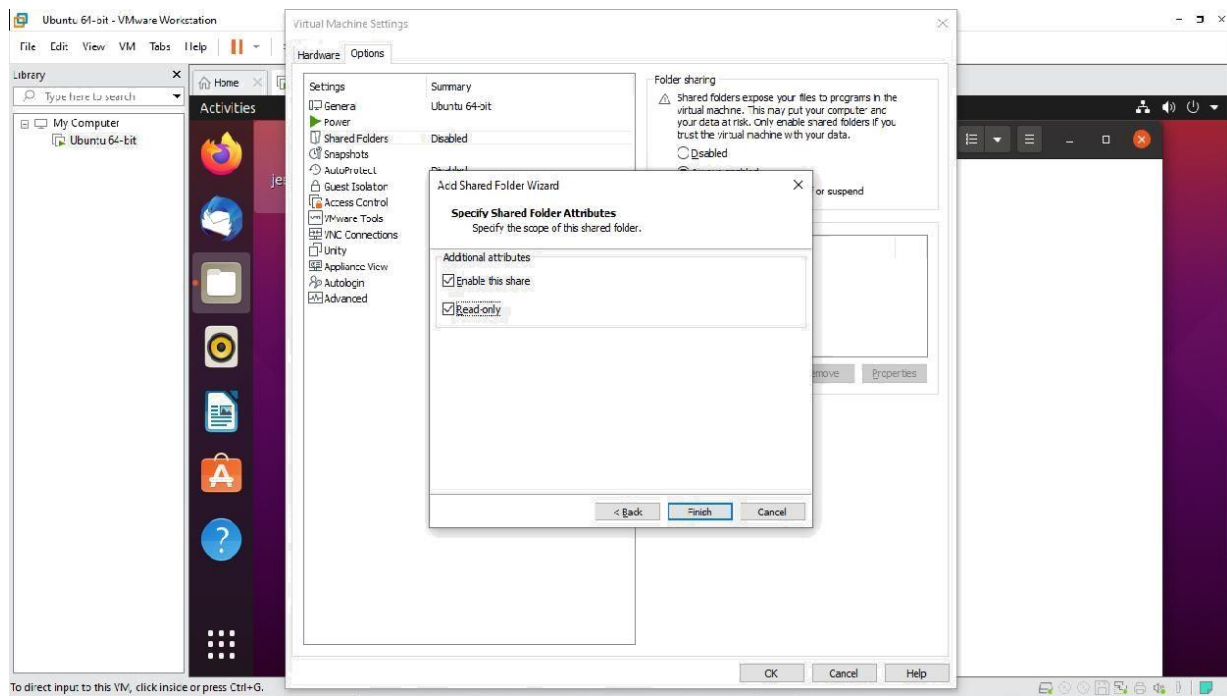 Ubuntu 64-bit - VMware Workstation
File Edit View VM Tabs Help
Library
Type here to search
My Computer
Ubuntu 64-bit
Home
Activities
Virtual Machine Settings
Hardware Options
Settings Summary
General Ubuntu 64-bit
Power
Shared Folders Disabled
Snapshots
AutoProtect Disabled
Guest Isolation
Access Control
VMware Tools
VNC Connections
Unity
Appliance View
Autologin
Advanced
Folder sharing
Shared folders expose your files to programs in the
virtual machine. This may put your computer and
your data at risk. Only enable shared folders if you
trust the virtual machine with your data.
Disabled
or suspend
Properties
Add Shared Folder Wizard
Specify Shared Folder Attributes
Specify the scope of this shared folder.
Additional attributes
Enable this share
Read-only
< Back Finish Cancel
OK Cancel Help
To direct input to this VM, click inside or press Ctrl+G.